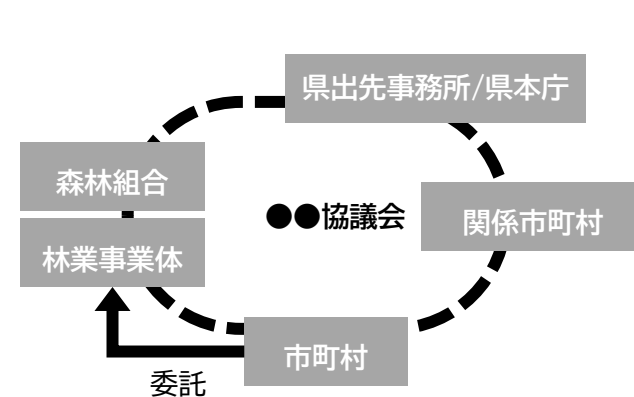 県出先事務所/県本庁
森林組合
●●協議会
関係市町村
林業事業体
市町村
委託